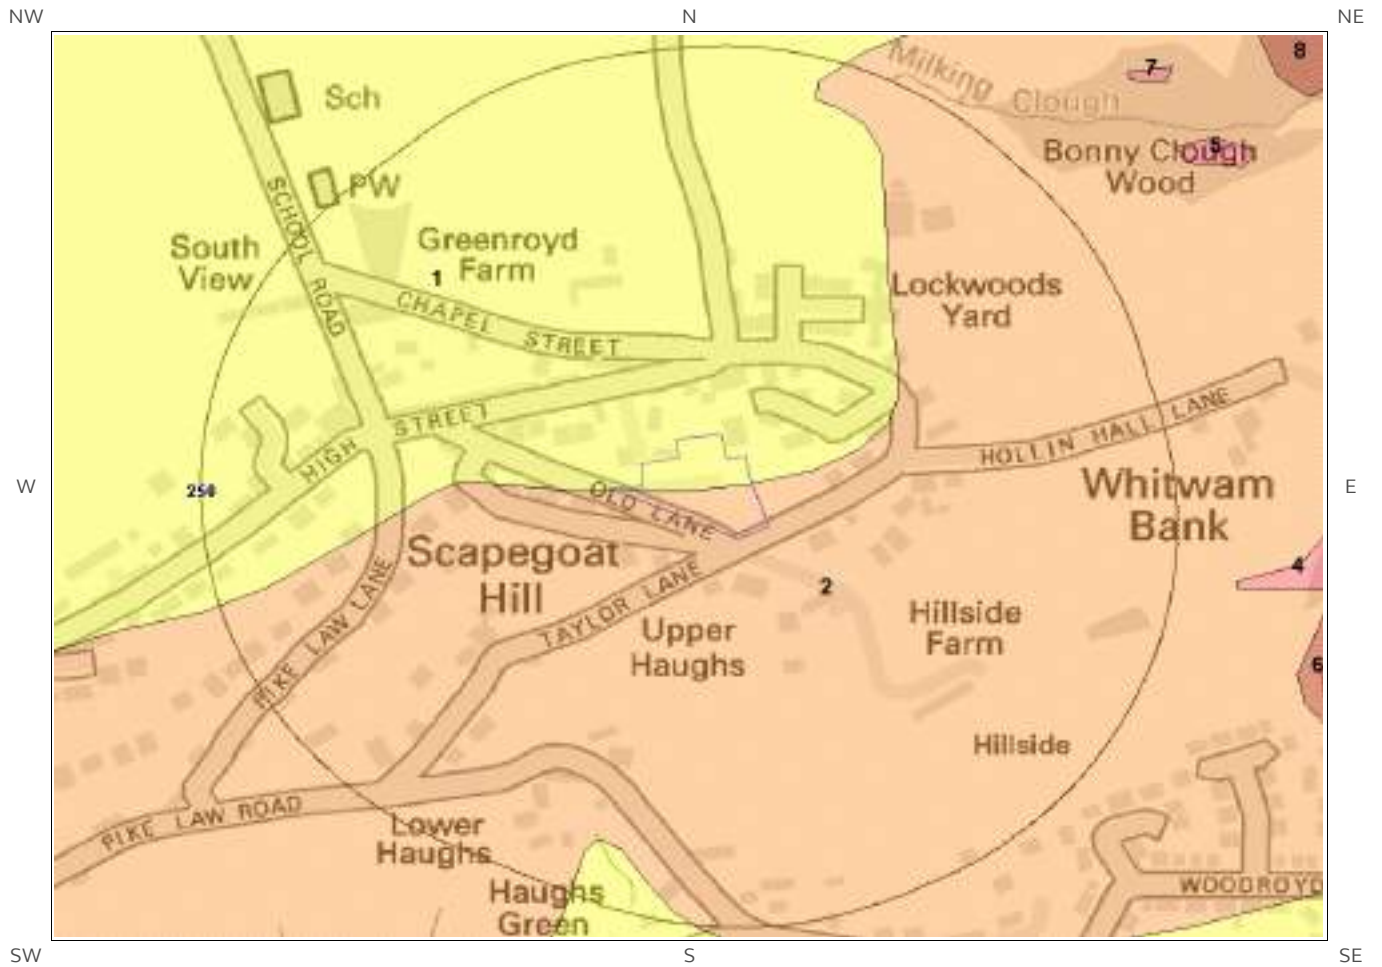 NW
N
NE
8
7
Milking
Clough
Sch
5
Bonny Clough
Wood
PW
SCHOOL ROAD
South
View
Greenroyd
Farm
1
Lockwoods
Yard
CHAPEL STREET
HIGH STREET
HOLLIN HALL LANE
W
E
250
Whitwam
Bank
OLD LANE
Scapegoat
Hill
4
2
PIKE LAW LANE
TAYLOR LANE
Upper
Haughs
Hillside
Farm
6
Hillside
PIKE LAW ROAD
Lower
Haughs
Haughs
Green
WOODROYD
SW
S
SE